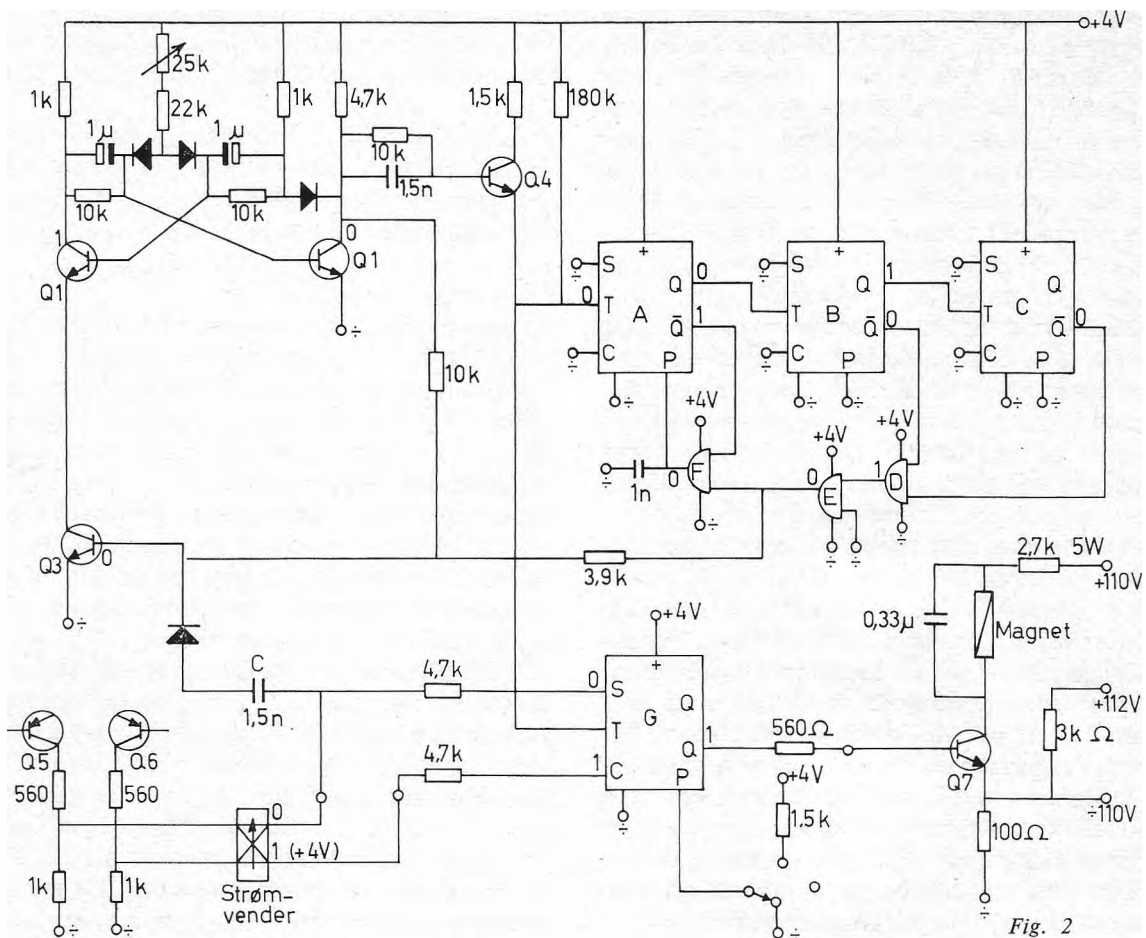 +4V
25k
1k
22k
1k
4,7k
1,5k
180k
1 µ
1 µ
10k
1,5n
Q4
10k
10k
1
0
Q1
Q1
÷
10k
÷ S
0 T
÷ C
A
Q 0
Q̄ 1
P
+
÷
÷ S
T
÷ C
B
Q 1
Q̄ 0
P
+
÷ ÷
÷ S
T
÷ C
C
Q
Q̄ 0
P
+
÷ ÷
+4V
+4V
+4V
F
0
1n
÷
÷
0
E
÷ ÷
1
D
÷
Q3
0
÷
3,9k
2,7k 5W
+110V
0,33µ
Magnet
+4V
+
C
1,5n
4,7k
4,7k
0 S
T
1 C
G
Q
Q 1
P
÷
560Ω
+4V
1,5k
÷
+112V
3k Ω
Q7
÷110V
100Ω
÷
Q5
Q6
560
560
0
1 (+4V)
1k
1k
÷
÷
Strøm-
vender
Fig. 2